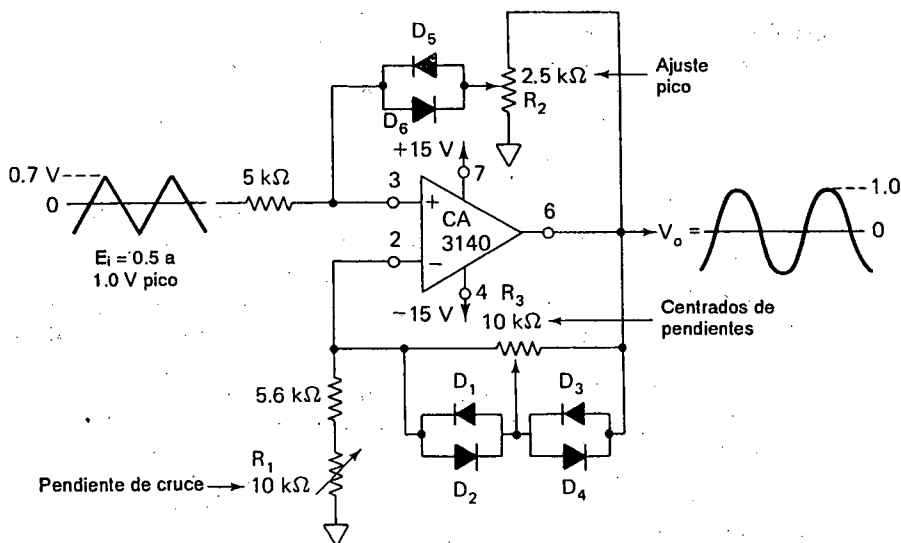 D5
2.5 kΩ
R2
Ajuste
pico
D6
+15 V
7
0.7 V
0
5 kΩ
3
+
CA
3140
6
Vo =
1.0
0
2
−
Ei = 0.5 a
1.0 V pico
4
−15 V
R3
10 kΩ
Centrados de
pendientes
5.6 kΩ
D1
D3
Pendiente de cruce
R1
10 kΩ
D2
D4